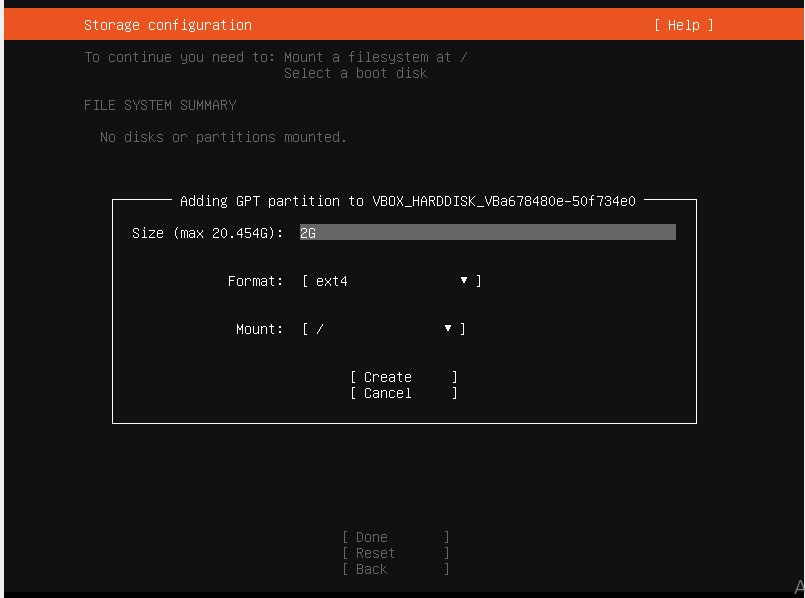 Storage configuration [ Help ]
To continue you need to: Mount a filesystem at /
Select a boot disk
FILE SYSTEM SUMMARY
No disks or partitions mounted.
Adding GPT partition to VBOX_HARDDISK_VBa678480e-50f734e0
Size (max 20.454G): 2G
Format: [ ext4 ▼ ]
Mount: [ / ▼ ]
[ Create ]
[ Cancel ]
[ Done ]
[ Reset ]
[ Back ]
A